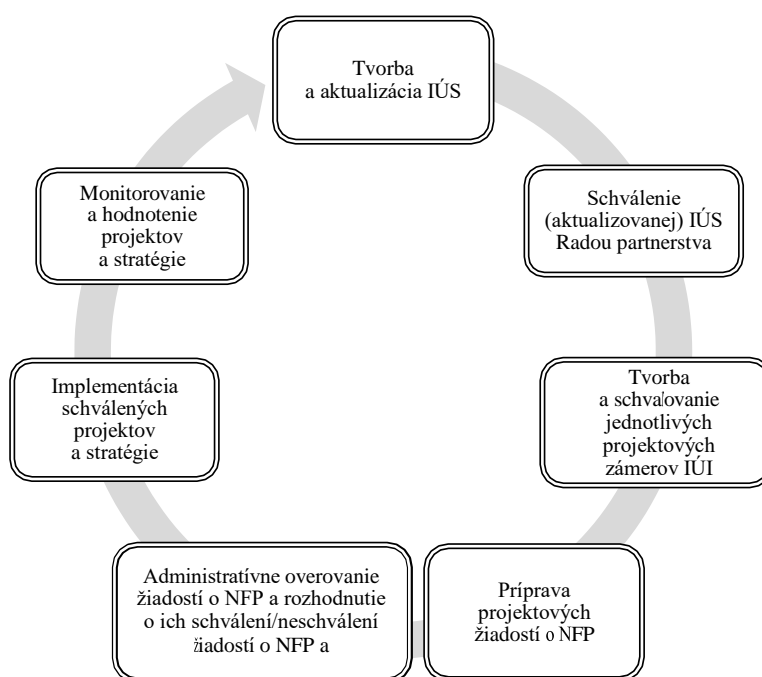 Tvorba
a aktualizácia IÚS
Schválenie
(aktualizovanej) IÚS
Radou partnerstva
Tvorba
a schvaľovanie
jednotlivých
projektových
zámerov IÚI
Príprava
projektových
žiadostí o NFP
Administratívne overovanie
žiadostí o NFP a rozhodnutie
o ich schválení/neschválení
žiadostí o NFP a
Implementácia
schválených
projektov
a stratégie
Monitorovanie
a hodnotenie
projektov
a stratégie